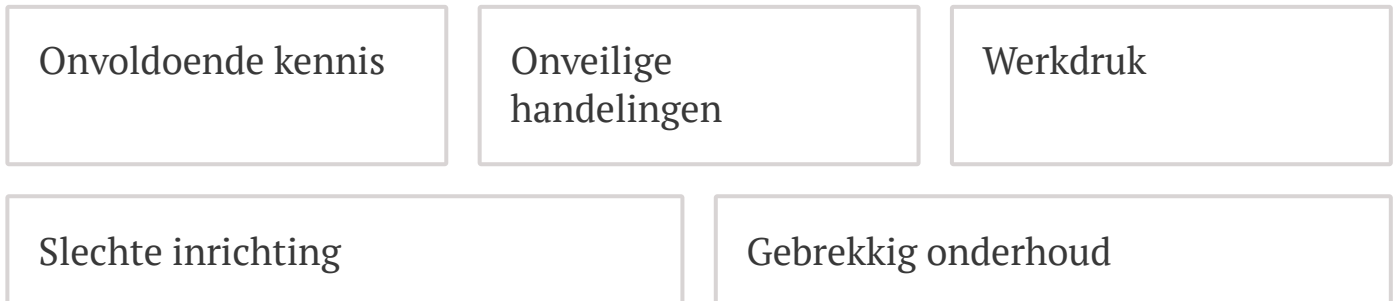 Onvoldoende kennis
Onveilige
handelingen
Werkdruk
Slechte inrichting
Gebrekkig onderhoud